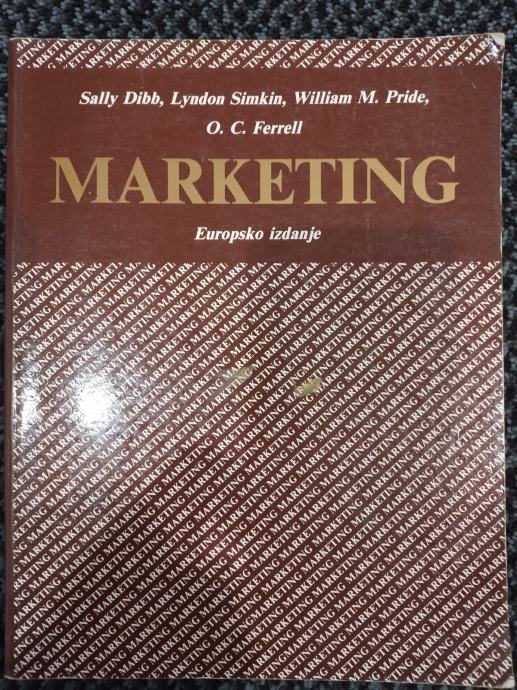 Sally Dibb, Lyndon Simkin, William M. Pride,
O. C. Ferrell
MARKETING
Europsko izdanje